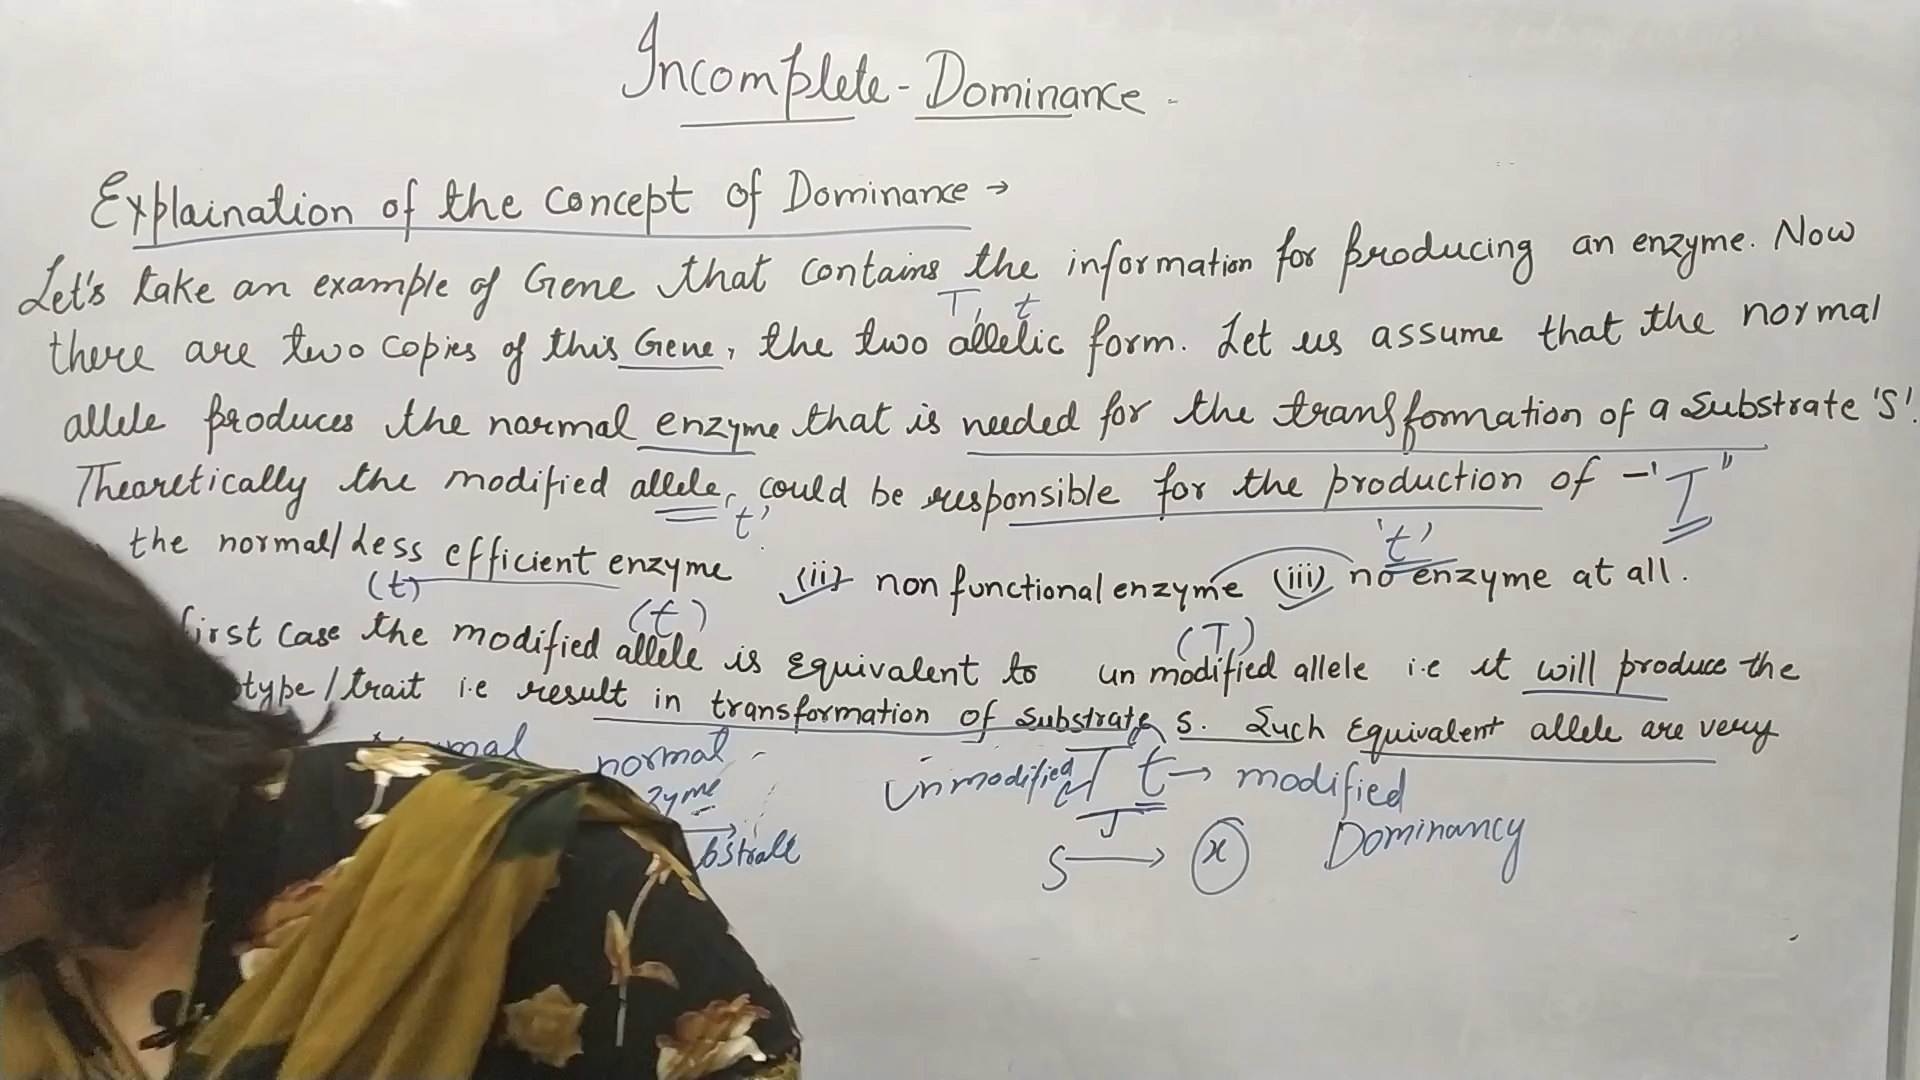 Incomplete - Dominance -
Explaination of the concept of Dominance →
Let's take an example of Gene that contains the information for producing an enzyme. Now
T, t
there are two copies of this Gene, the two allelic form. Let us assume that the normal
allele produces the normal enzyme that is needed for the transformation of a substrate 'S'.
Thearetically the modified allele, could be responsible for the production of - 'T"
't'
't'
the normal/less efficient enzyme (ii) non functional enzyme (iii) no enzyme at all.
(t)
(t)
(T)
first case the modified allele is equivalent to un modified allele i.e it will produce the
type/trait i.e result in transformation of substrate S. Such equivalent allele are very
normal
unmodified T t → modified
zyme
S → x Dominancy
bstrate